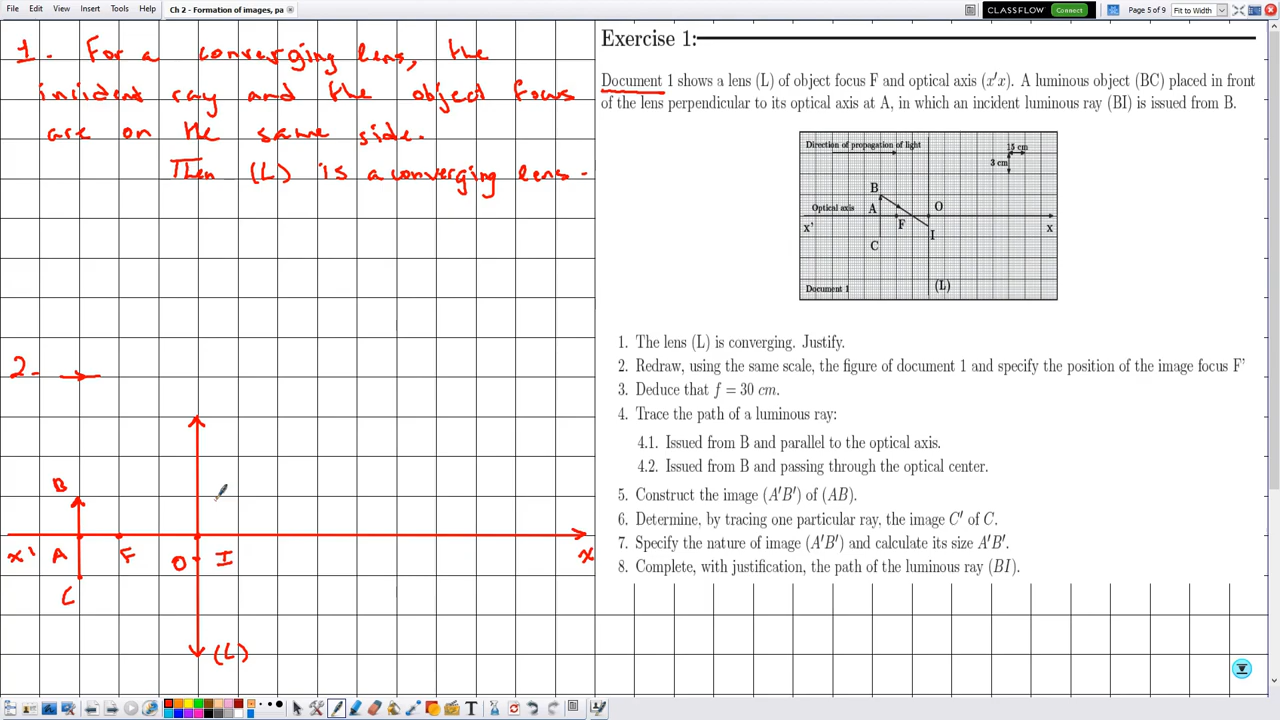 File Edit View Insert Tools Help
Ch 2 - Formation of images, pa
CLASSFLOW Connect
Page 5 of 9 Fit to Width
1. For a converging lens, the
incident ray and the object focus
are on the same side.
Then (L) is a converging lens.
2.
B
x' A F O I x
C
(L)
Exercise 1:
Document 1 shows a lens (L) of object focus F and optical axis (x'x). A luminous object (BC) placed in front
of the lens perpendicular to its optical axis at A, in which an incident luminous ray (BI) is issued from B.
Direction of propagation of light
15 cm
3 cm
B
Optical axis A O
x' F I x
C
Document 1 (L)
1. The lens (L) is converging. Justify.
2. Redraw, using the same scale, the figure of document 1 and specify the position of the image focus F'
3. Deduce that f = 30 cm.
4. Trace the path of a luminous ray:
4.1. Issued from B and parallel to the optical axis.
4.2. Issued from B and passing through the optical center.
5. Construct the image (A'B') of (AB).
6. Determine, by tracing one particular ray, the image C' of C.
7. Specify the nature of image (A'B') and calculate its size A'B'.
8. Complete, with justification, the path of the luminous ray (BI).
T